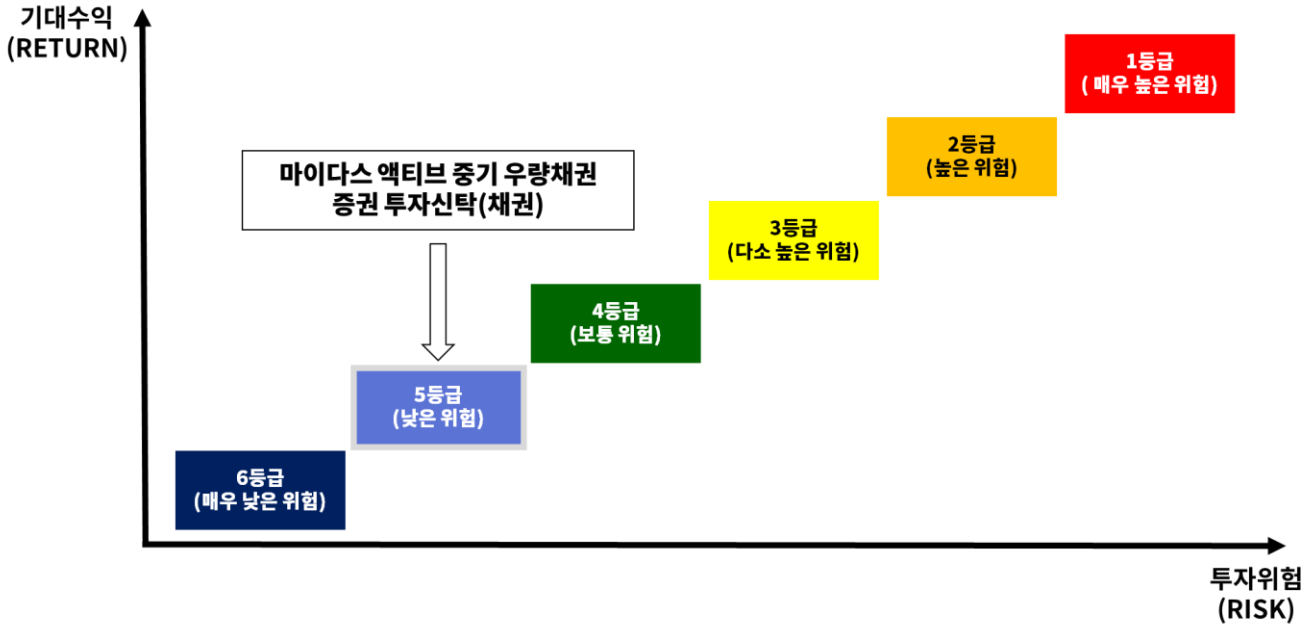 기대수익
(RETURN)
1등급
( 매우 높은 위험)
2등급
(높은 위험)
마이다스 액티브 중기 우량채권
증권 투자신탁(채권)
3등급
(다소 높은 위험)
4등급
(보통 위험)
5등급
(낮은 위험)
6등급
(매우 낮은 위험)
투자위험
(RISK)